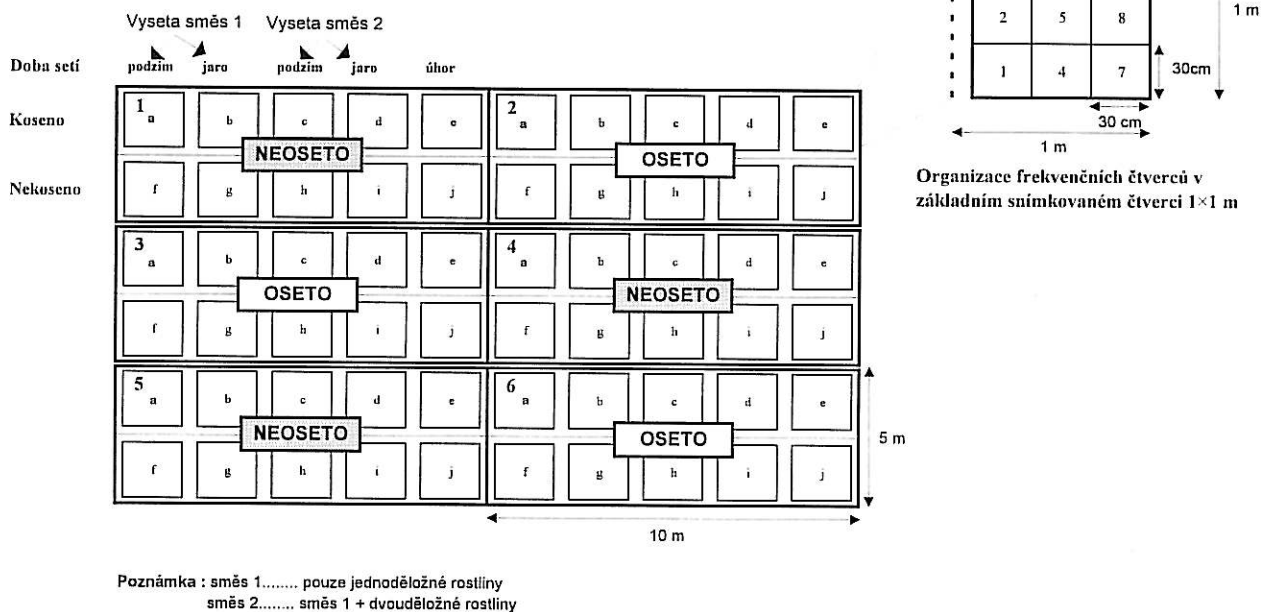 Vyseta směs 1 Vyseta směs 2
Doba setí podzim jaro podzim jaro úhor
Koseno
Nekoseno
1 a b c d e
NEOSETO
f g h i j
2 a b c d e
OSETO
f g h i j
3 a b c d e
OSETO
f g h i j
4 a b c d e
NEOSETO
f g h i j
5 a b c d e
NEOSETO
f g h i j
6 a b c d e
OSETO
f g h i j
5 m
10 m
2 5 8
1 4 7
1 m
30cm
30 cm
1 m
Organizace frekvenčních čtverců v
základním snímkovaném čtverci 1×1 m
Poznámka : směs 1........ pouze jednoděložné rostliny
směs 2........ směs 1 + dvouděložné rostliny